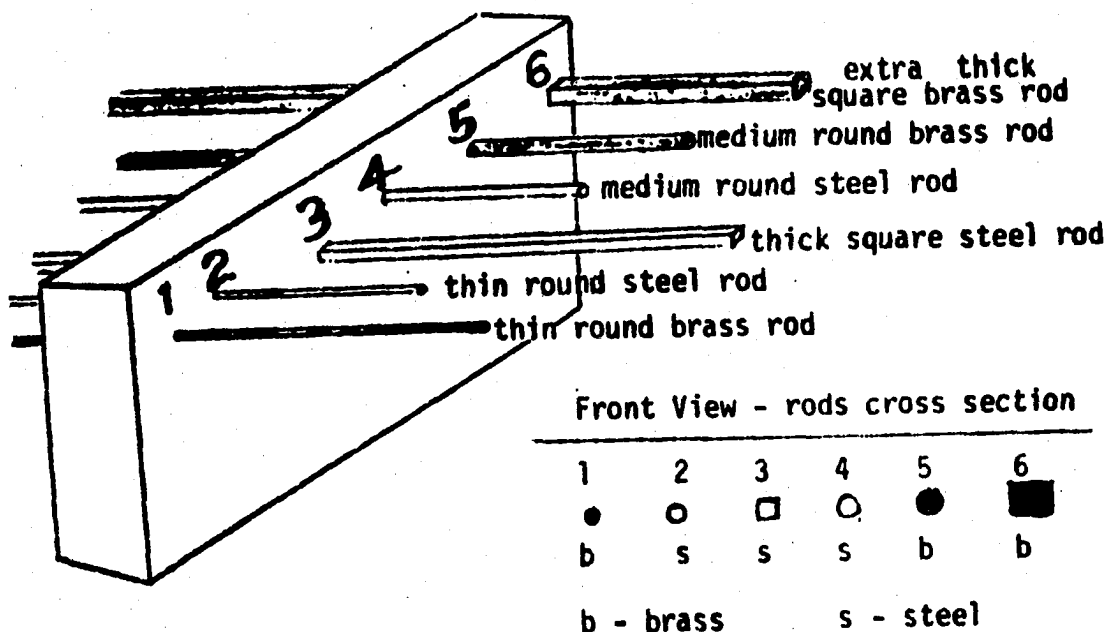 6
extra thick
square brass rod
5
medium round brass rod
4
medium round steel rod
3
thick square steel rod
2
thin round steel rod
1
thin round brass rod
Front View - rods cross section
1 2 3 4 5 6
b s s s b b
b - brass s - steel